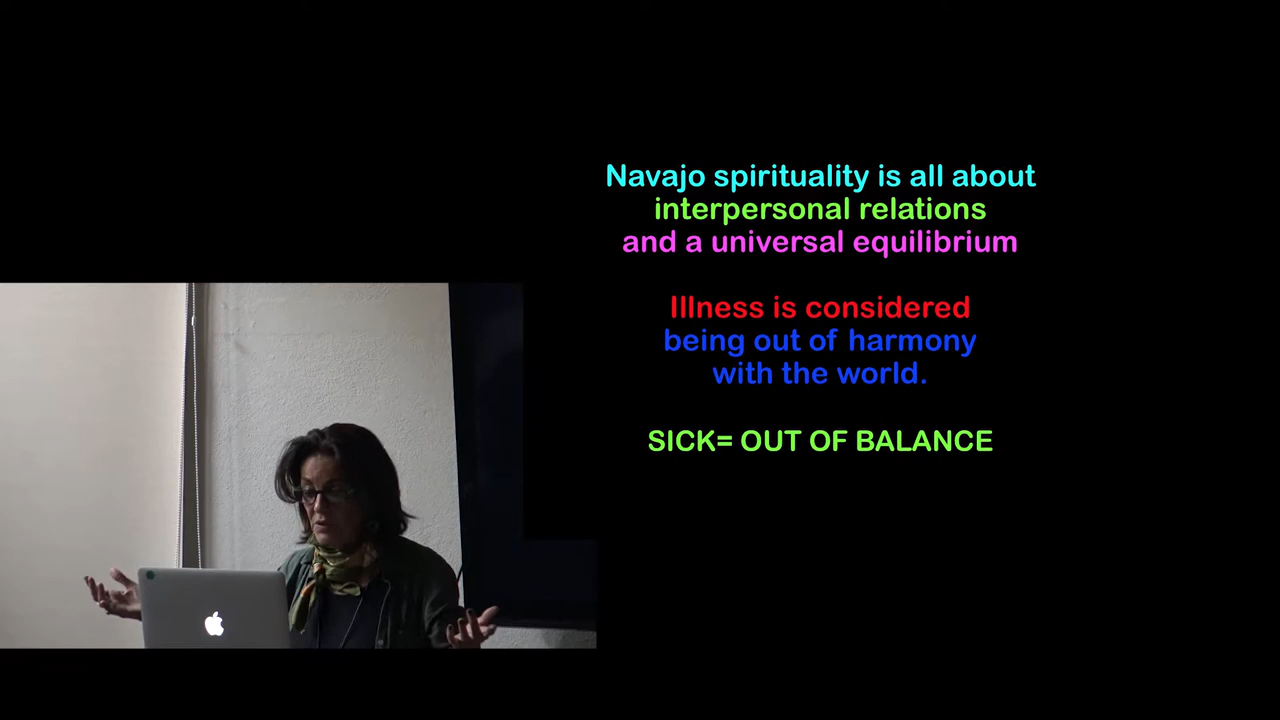 Navajo spirituality is all about
interpersonal relations
and a universal equilibrium
Illness is considered
being out of harmony
with the world.
SICK= OUT OF BALANCE